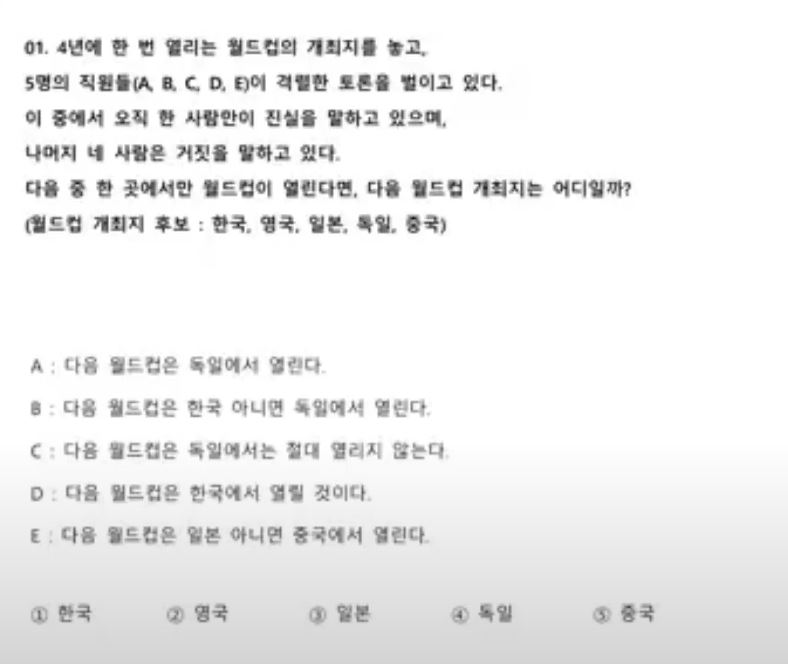 01. 4년에 한 번 열리는 월드컵의 개최지를 놓고,
5명의 직원들(A, B, C, D, E)이 격렬한 토론을 벌이고 있다.
이 중에서 오직 한 사람만이 진실을 말하고 있으며,
나머지 네 사람은 거짓을 말하고 있다.
다음 중 한 곳에서만 월드컵이 열린다면, 다음 월드컵 개최지는 어디일까?
(월드컵 개최지 후보 : 한국, 영국, 일본, 독일, 중국)
A : 다음 월드컵은 독일에서 열린다.
B : 다음 월드컵은 한국 아니면 독일에서 열린다.
C : 다음 월드컵은 독일에서는 절대 열리지 않는다.
D : 다음 월드컵은 한국에서 열릴 것이다.
E : 다음 월드컵은 일본 아니면 중국에서 열린다.
① 한국 ② 영국 ③ 일본 ④ 독일 ⑤ 중국